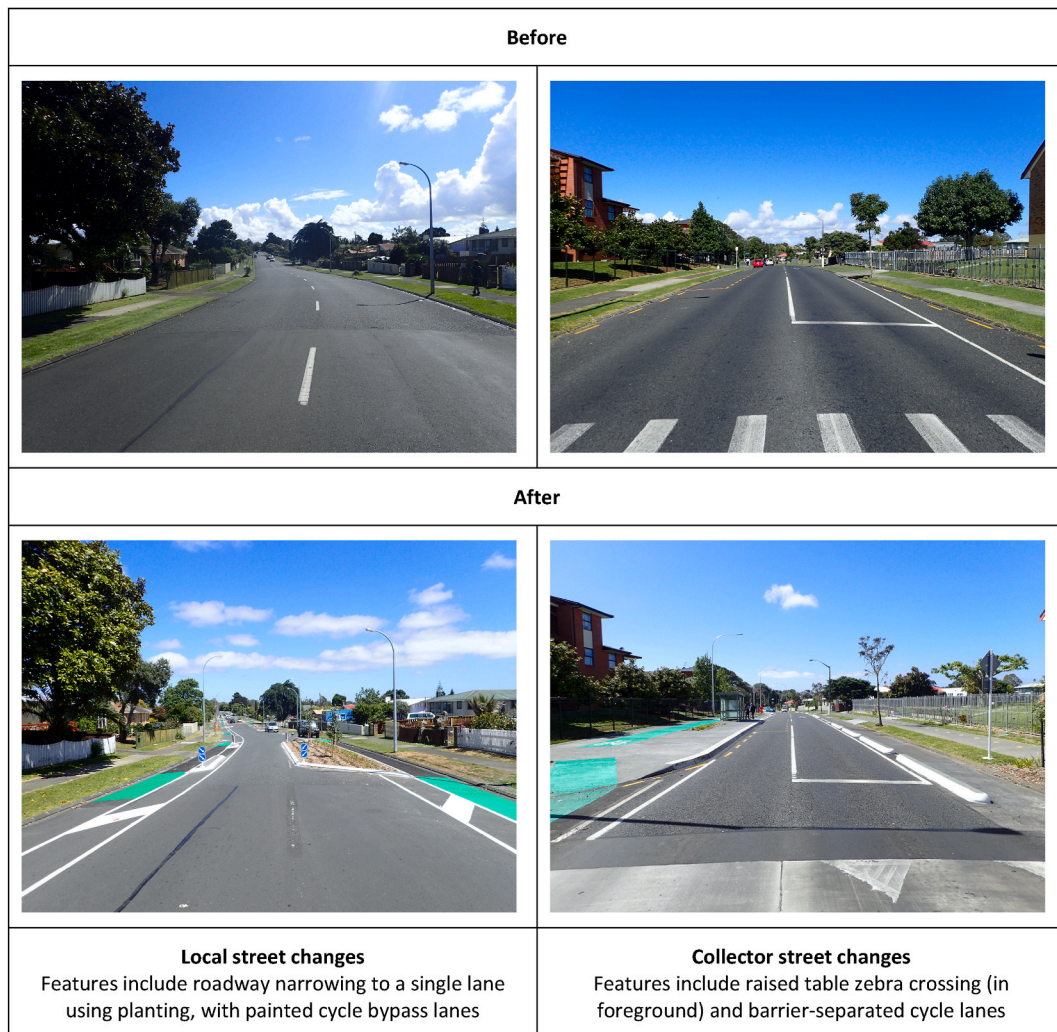 Before
After
Local street changes
Features include roadway narrowing to a single lane
using planting, with painted cycle bypass lanes
Collector street changes
Features include raised table zebra crossing (in
foreground) and barrier-separated cycle lanes